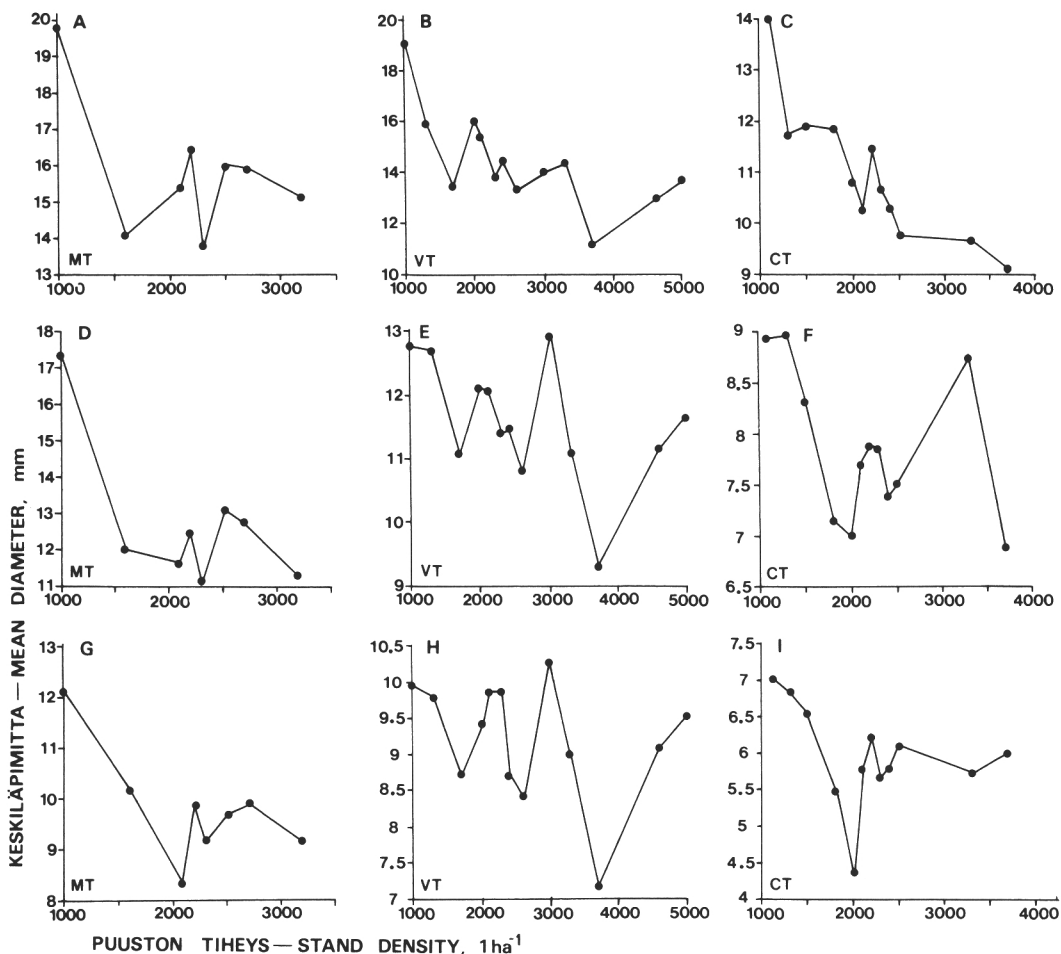 KESKILÄPIMITTA — MEAN DIAMETER, mm
A
20
19
18
17
16
15
14
13
MT
1000 2000 3000
B
20
18
16
14
12
10
VT
1000 2000 3000 4000 5000
C
14
13
12
11
10
9
CT
1000 2000 3000 4000
D
18
17
16
15
14
13
12
11
MT
1000 2000 3000
E
13
12
11
10
9
VT
1000 2000 3000 4000 5000
F
9
8.5
8
7.5
7
6.5
CT
1000 2000 3000 4000
G
13
12
11
10
9
8
MT
1000 2000 3000
H
10.5
10
9.5
9
8.5
8
7.5
7
VT
1000 2000 3000 4000 5000
I
7.5
7
6.5
6
5.5
5
4.5
4
CT
1000 2000 3000 4000
PUUSTON TIHEYS — STAND DENSITY, 1 ha⁻¹